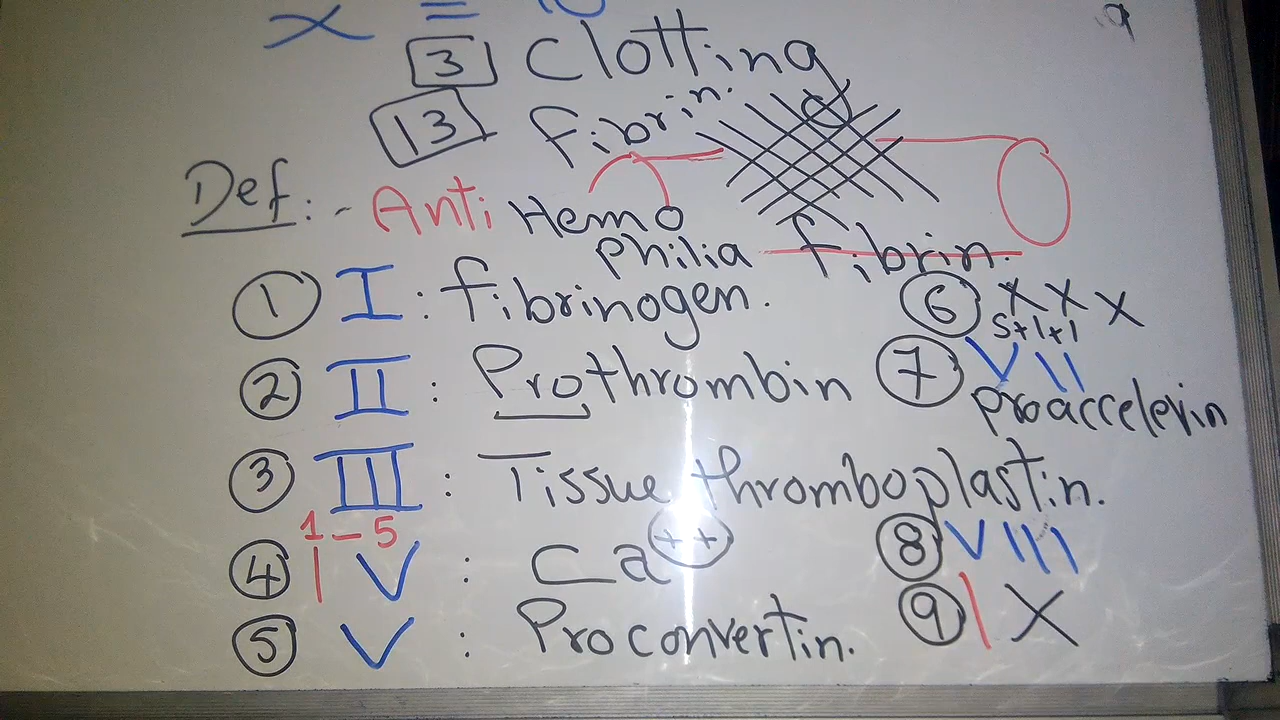 X =
3 Clotting
13 fibrin.
Def:- Anti Hemo
philia fibrin.
1 I : fibrinogen.
2 II : Prothrombin
3 III : Tissue thromboplastin.
1-5
4 IV : Ca++
5 V : Proconvertin.
6 X X X
5+1+1
7 VII
proaccelerin
8 VIII
9 IX
9